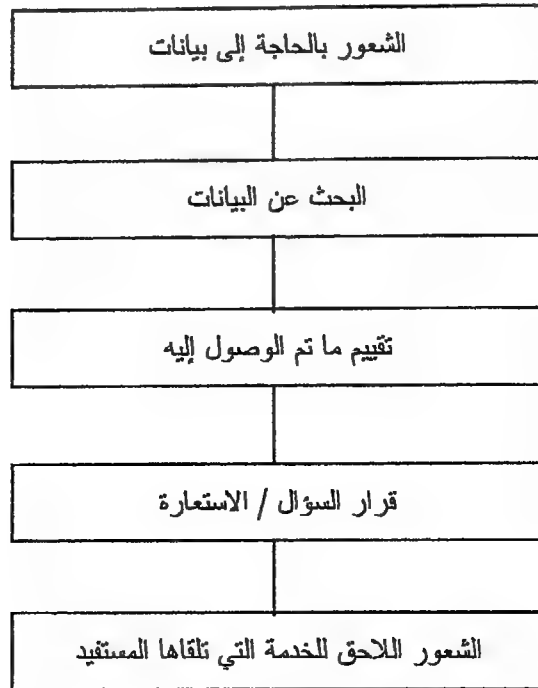 الشعور بالحاجة إلى بيانات
البحث عن البيانات
تقييم ما تم الوصول إليه
قرار السؤال / الاستعارة
الشعور اللاحق للخدمة التي تلقاها المستفيد